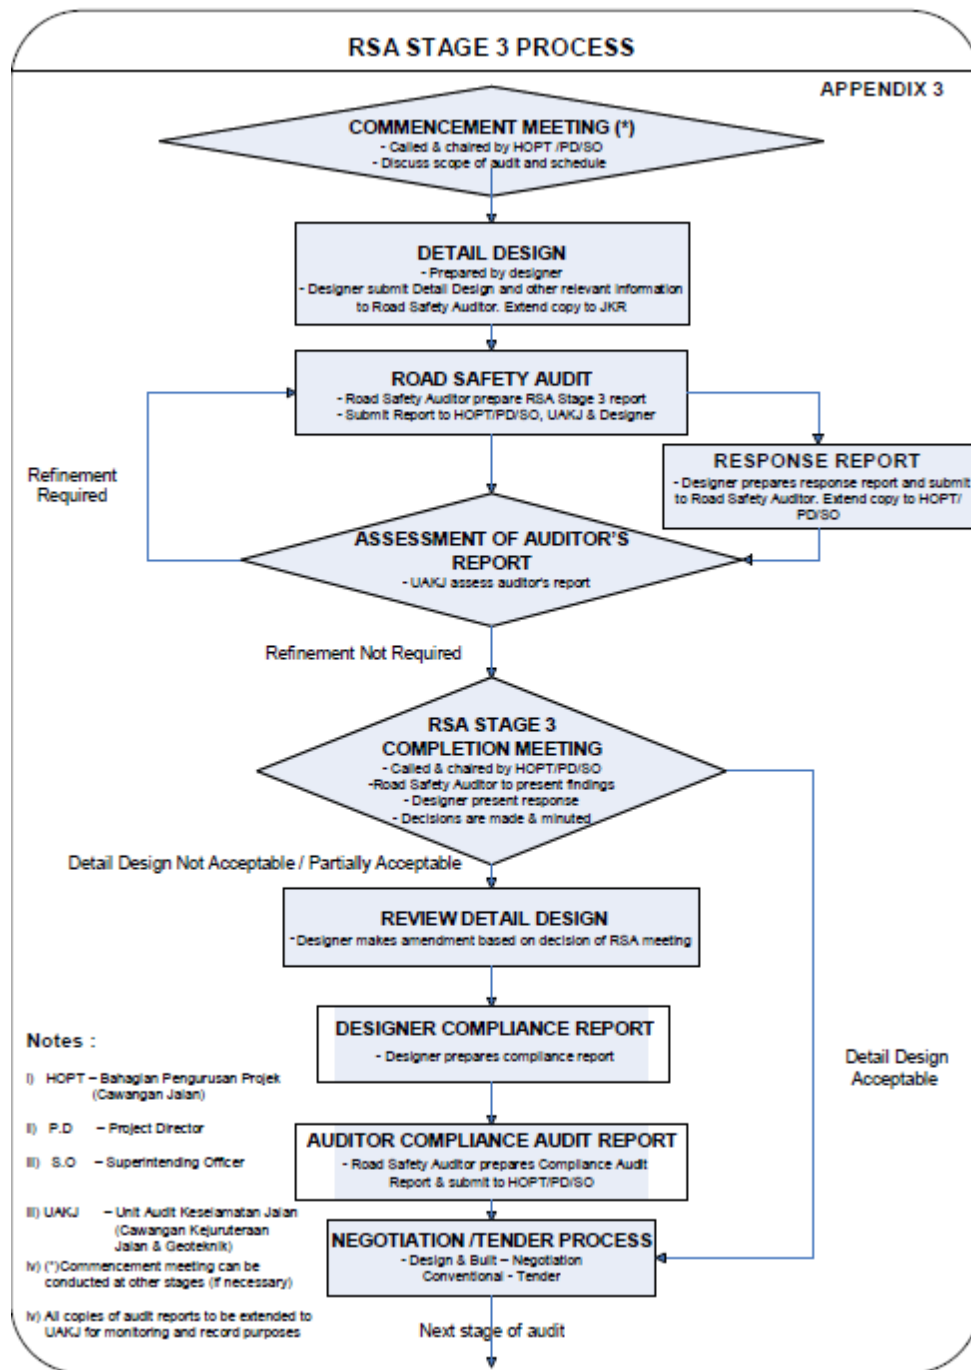 RSA STAGE 3 PROCESS
APPENDIX 3
COMMENCEMENT MEETING (*)
- Called & chaired by HOPT /PD/SO
- Discuss scope of audit and schedule
DETAIL DESIGN
- Prepared by designer
- Designer submit Detail Design and other relevant information
to Road Safety Auditor. Extend copy to JKR
ROAD SAFETY AUDIT
- Road Safety Auditor prepare RSA Stage 3 report
- Submit Report to HOPT/PD/SO, UAKJ & Designer
Refinement
Required
RESPONSE REPORT
- Designer prepares response report and submit
to Road Safety Auditor. Extend copy to HOPT/
PD/SO
ASSESSMENT OF AUDITOR'S
REPORT
- UAKJ assess auditor's report
Refinement Not Required
RSA STAGE 3
COMPLETION MEETING
- Called & chaired by HOPT/PD/SO
-Road Safety Auditor to present findings
- Designer present response
- Decisions are made & minuted
Detail Design Not Acceptable / Partially Acceptable
REVIEW DETAIL DESIGN
- Designer makes amendment based on decision of RSA meeting
DESIGNER COMPLIANCE REPORT
- Designer prepares compliance report
Detail Design
Acceptable
AUDITOR COMPLIANCE AUDIT REPORT
- Road Safety Auditor prepares Compliance Audit
Report & submit to HOPT/PD/SO
NEGOTIATION /TENDER PROCESS
- Design & Built – Negotiation
Conventional - Tender
Next stage of audit
Notes :
i) HOPT – Bahagian Pengurusan Projek
(Cawangan Jalan)
ii) P.D – Project Director
iii) S.O – Superintending Officer
iii) UAKJ – Unit Audit Keselamatan Jalan
(Cawangan Kejuruteraan
Jalan & Geoteknik)
iv) (*)Commencement meeting can be
conducted at other stages (if necessary)
iv) All copies of audit reports to be extended to
UAKJ for monitoring and record purposes